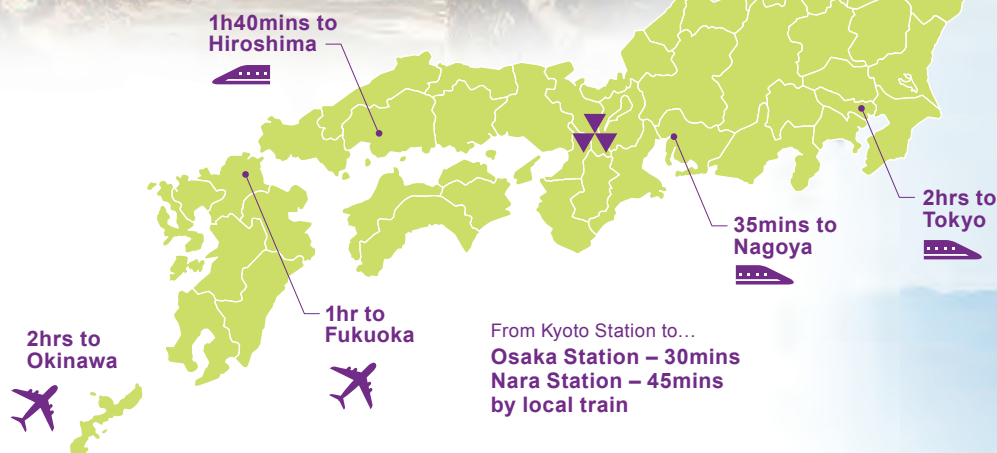 1h40mins to
Hiroshima
2hrs to
Tokyo
35mins to
Nagoya
1hr to
Fukuoka
2hrs to
Okinawa
From Kyoto Station to…
Osaka Station – 30mins
Nara Station – 45mins
by local train